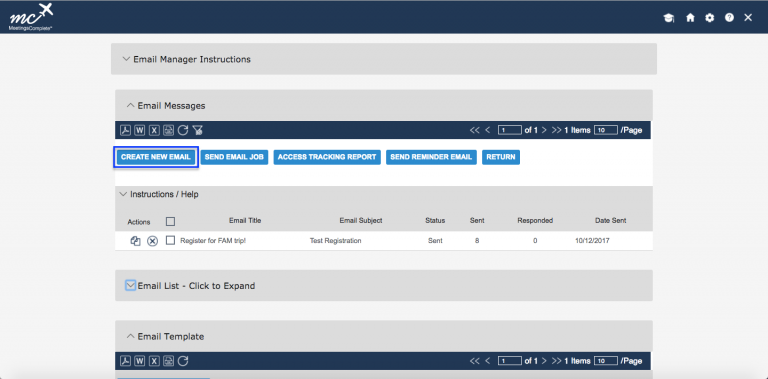 mc
MeetingsComplete®
Email Manager Instructions
Email Messages
W X << < 1 of 1 > >> 1 Items 10 /Page
CREATE NEW EMAIL SEND EMAIL JOB ACCESS TRACKING REPORT SEND REMINDER EMAIL RETURN
Instructions / Help
Actions Email Title Email Subject Status Sent Responded Date Sent
Register for FAM trip! Test Registration Sent 8 0 10/12/2017
Email List - Click to Expand
Email Template
W X << < 1 of 1 > >> 1 Items 10 /Page